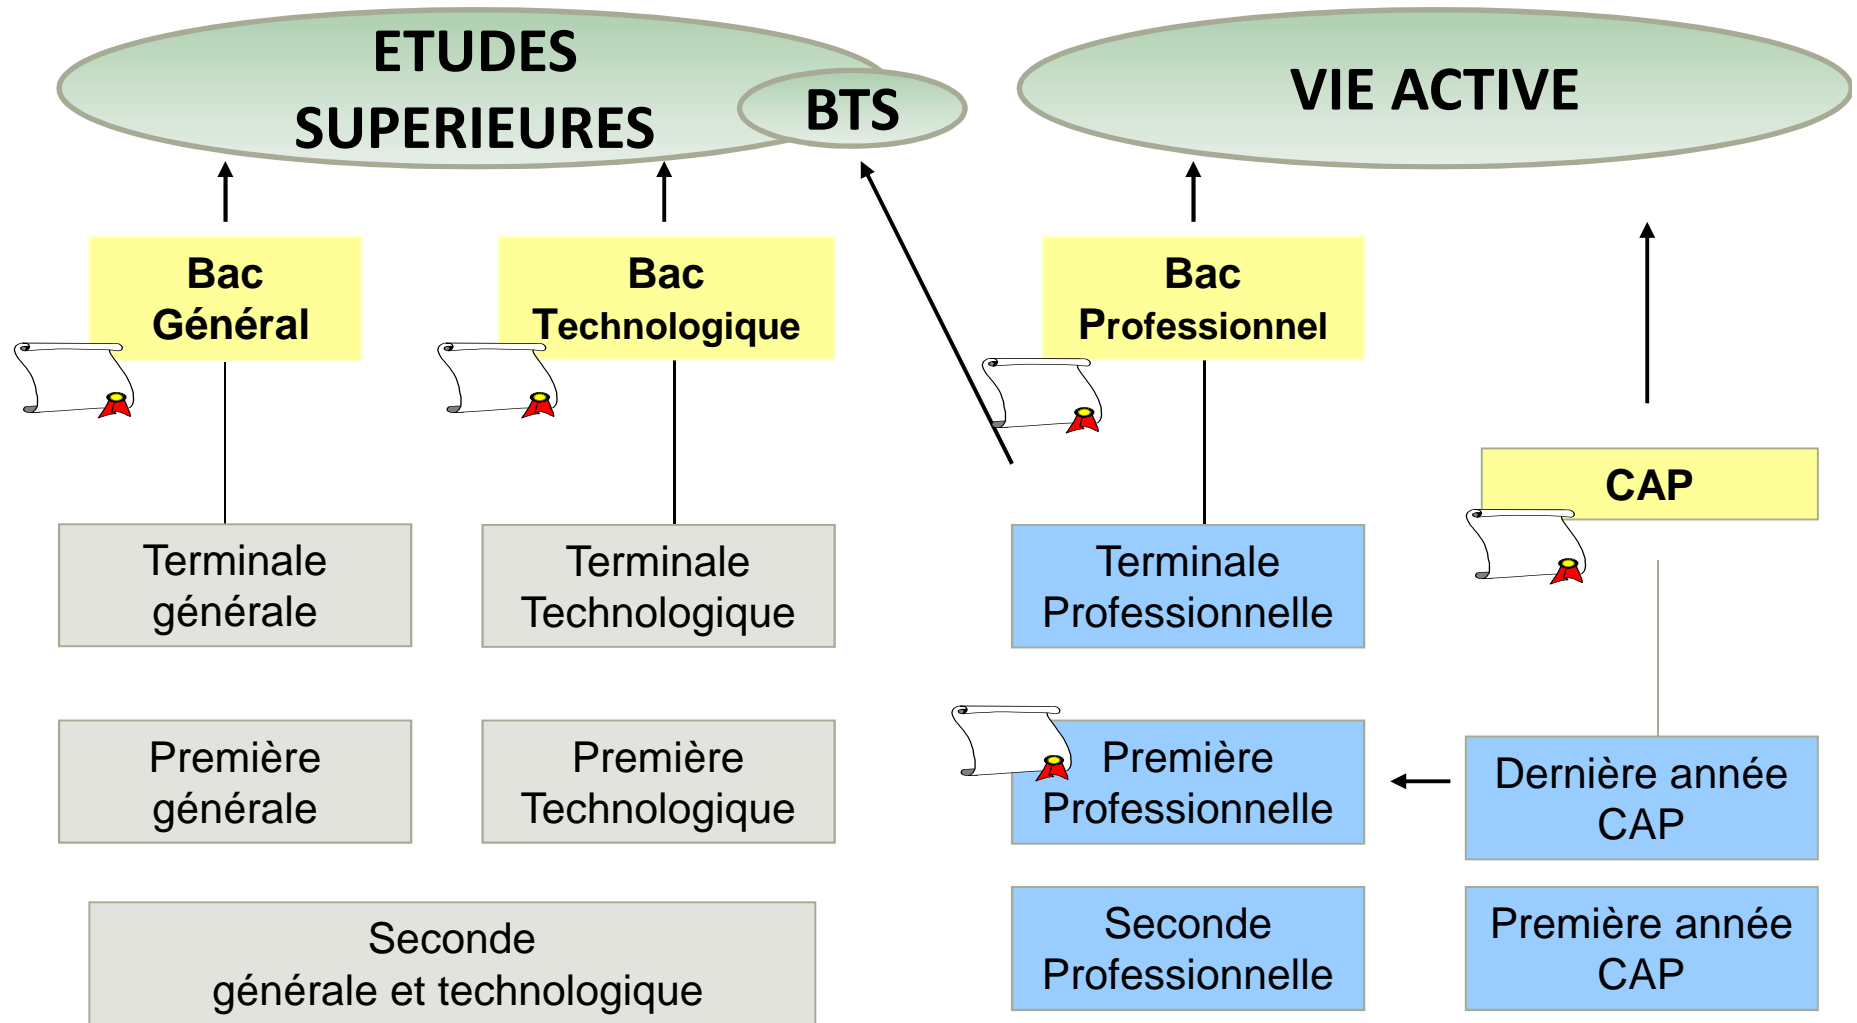 ETUDES
SUPERIEURES
BTS
VIE ACTIVE
Bac
Général
Bac
Technologique
Bac
Professionnel
CAP
Terminale
générale
Terminale
Technologique
Terminale
Professionnelle
Première
générale
Première
Technologique
Première
Professionnelle
Dernière année
CAP
Seconde
générale et technologique
Seconde
Professionnelle
Première année
CAP